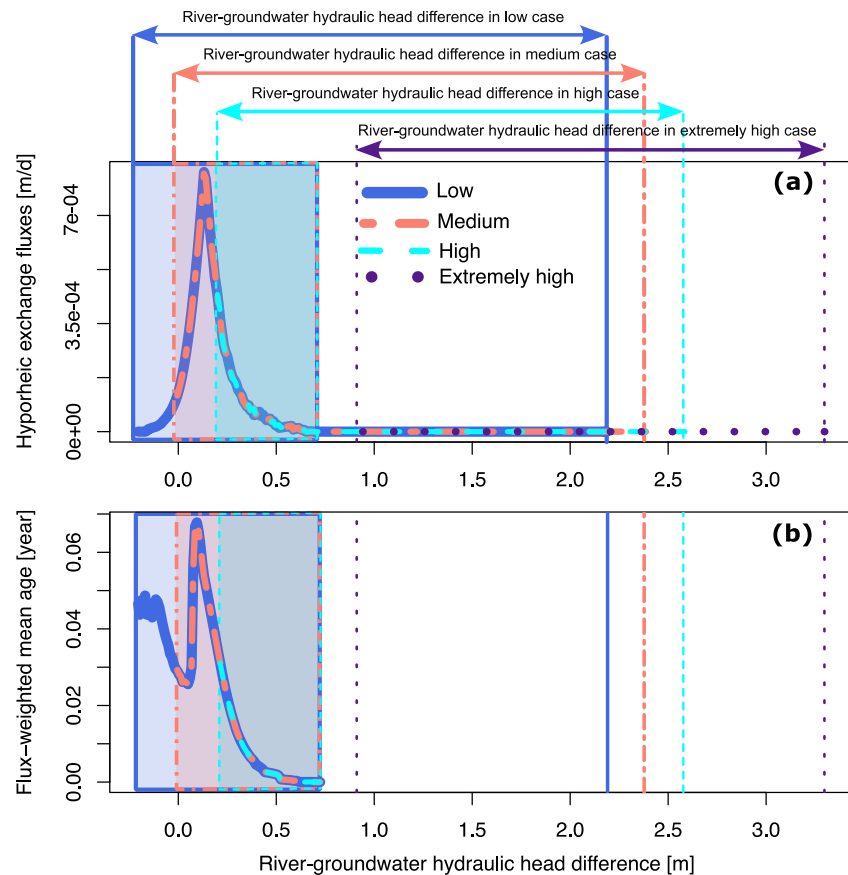 River-groundwater hydraulic head difference in low case
River-groundwater hydraulic head difference in medium case
River-groundwater hydraulic head difference in high case
River-groundwater hydraulic head difference in extremely high case
(a)
Low
Medium
High
Extremely high
Hyporheic exchange fluxes [m/d]
7e-04
3.5e-04
0e+00
0.0 0.5 1.0 1.5 2.0 2.5 3.0
(b)
Flux-weighted mean age [year]
0.06
0.04
0.02
0.00
0.0 0.5 1.0 1.5 2.0 2.5 3.0
River-groundwater hydraulic head difference [m]